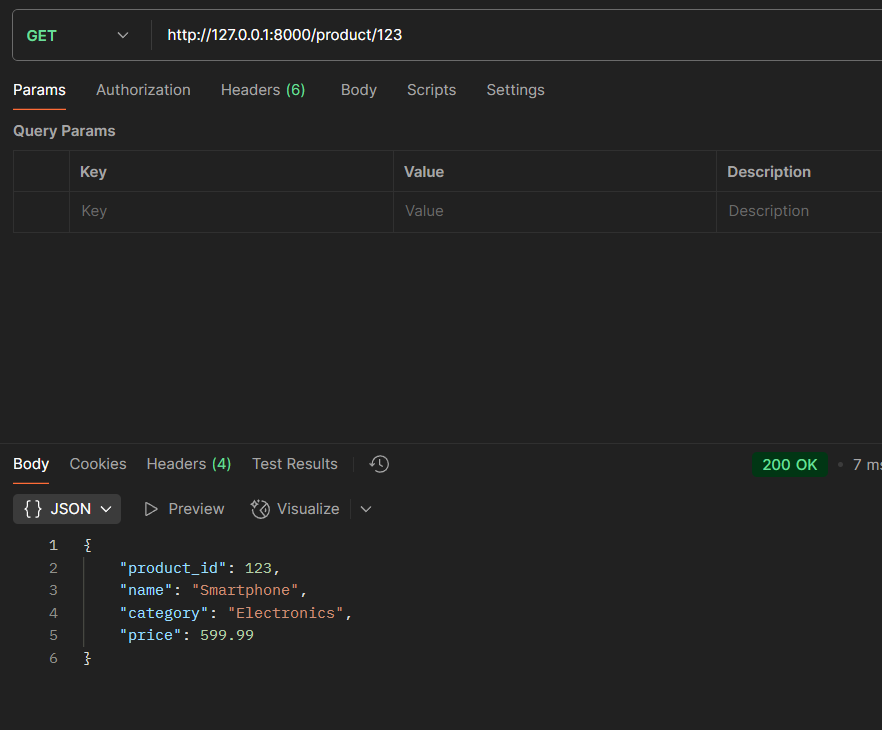 GET http://127.0.0.1:8000/product/123
Params Authorization Headers (6) Body Scripts Settings
Query Params
Key Value Description
Key Value Description
Body Cookies Headers (4) Test Results 200 OK • 7 ms
{} JSON Preview Visualize
1 {
2 "product_id": 123,
3 "name": "Smartphone",
4 "category": "Electronics",
5 "price": 599.99
6 }